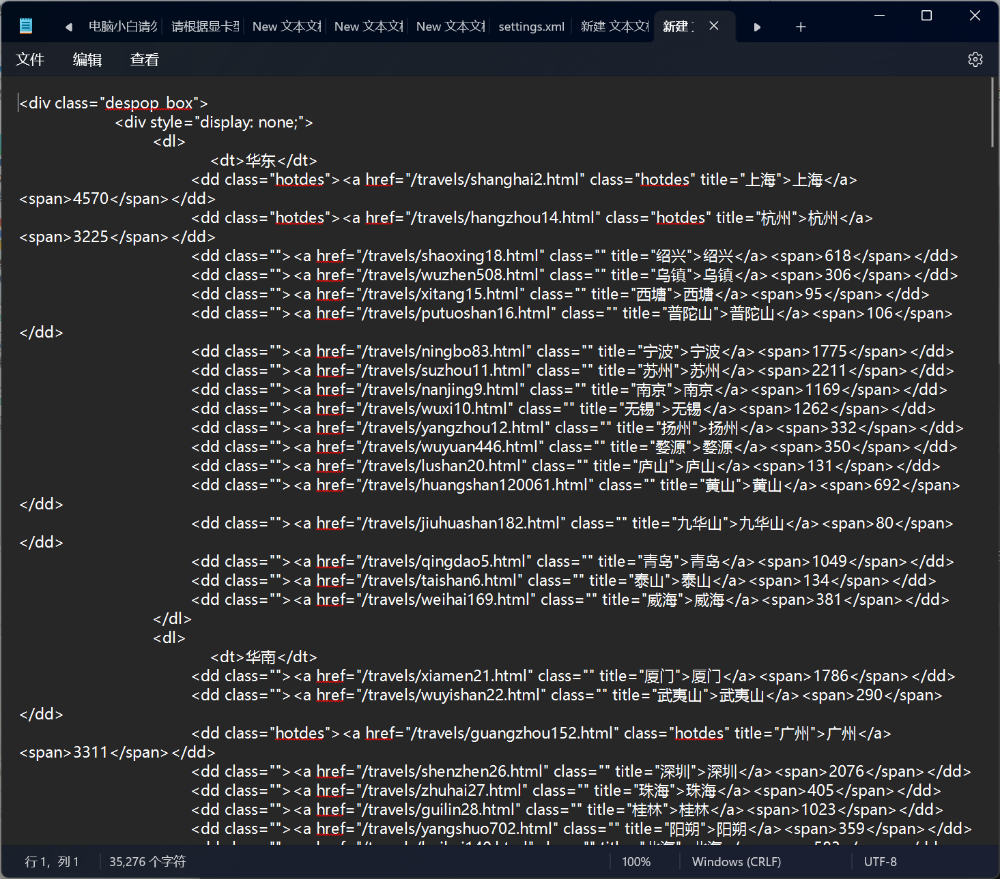 电脑小白请勿
请根据显卡型
New 文本文档
New 文本文档
New 文本文档
settings.xml
新建 文本文档
新建
文件 编辑 查看
<div class="despop_box">
<div style="display: none;">
<dl>
<dt>华东</dt>
<dd class="hotdes"><a href="/travels/shanghai2.html" class="hotdes" title="上海">上海</a>
<span>4570</span></dd>
<dd class="hotdes"><a href="/travels/hangzhou14.html" class="hotdes" title="杭州">杭州</a>
<span>3225</span></dd>
<dd class=""><a href="/travels/shaoxing18.html" class="" title="绍兴">绍兴</a><span>618</span></dd>
<dd class=""><a href="/travels/wuzhen508.html" class="" title="乌镇">乌镇</a><span>306</span></dd>
<dd class=""><a href="/travels/xitang15.html" class="" title="西塘">西塘</a><span>95</span></dd>
<dd class=""><a href="/travels/putuoshan16.html" class="" title="普陀山">普陀山</a><span>106</span>
</dd>
<dd class=""><a href="/travels/ningbo83.html" class="" title="宁波">宁波</a><span>1775</span></dd>
<dd class=""><a href="/travels/suzhou11.html" class="" title="苏州">苏州</a><span>2211</span></dd>
<dd class=""><a href="/travels/nanjing9.html" class="" title="南京">南京</a><span>1169</span></dd>
<dd class=""><a href="/travels/wuxi10.html" class="" title="无锡">无锡</a><span>1262</span></dd>
<dd class=""><a href="/travels/yangzhou12.html" class="" title="扬州">扬州</a><span>332</span></dd>
<dd class=""><a href="/travels/wuyuan446.html" class="" title="婺源">婺源</a><span>350</span></dd>
<dd class=""><a href="/travels/lushan20.html" class="" title="庐山">庐山</a><span>131</span></dd>
<dd class=""><a href="/travels/huangshan120061.html" class="" title="黄山">黄山</a><span>692</span>
</dd>
<dd class=""><a href="/travels/jiuhuashan182.html" class="" title="九华山">九华山</a><span>80</span>
</dd>
<dd class=""><a href="/travels/qingdao5.html" class="" title="青岛">青岛</a><span>1049</span></dd>
<dd class=""><a href="/travels/taishan6.html" class="" title="泰山">泰山</a><span>134</span></dd>
<dd class=""><a href="/travels/weihai169.html" class="" title="威海">威海</a><span>381</span></dd>
</dl>
<dl>
<dt>华南</dt>
<dd class=""><a href="/travels/xiamen21.html" class="" title="厦门">厦门</a><span>1786</span></dd>
<dd class=""><a href="/travels/wuyishan22.html" class="" title="武夷山">武夷山</a><span>290</span>
</dd>
<dd class="hotdes"><a href="/travels/guangzhou152.html" class="hotdes" title="广州">广州</a>
<span>3311</span></dd>
<dd class=""><a href="/travels/shenzhen26.html" class="" title="深圳">深圳</a><span>2076</span></dd>
<dd class=""><a href="/travels/zhuhai27.html" class="" title="珠海">珠海</a><span>405</span></dd>
<dd class=""><a href="/travels/guilin28.html" class="" title="桂林">桂林</a><span>1023</span></dd>
<dd class=""><a href="/travels/yangshuo702.html" class="" title="阳朔">阳朔</a><span>359</span></dd>
行 1，列 1 35,276 个字符 100% Windows (CRLF) UTF-8